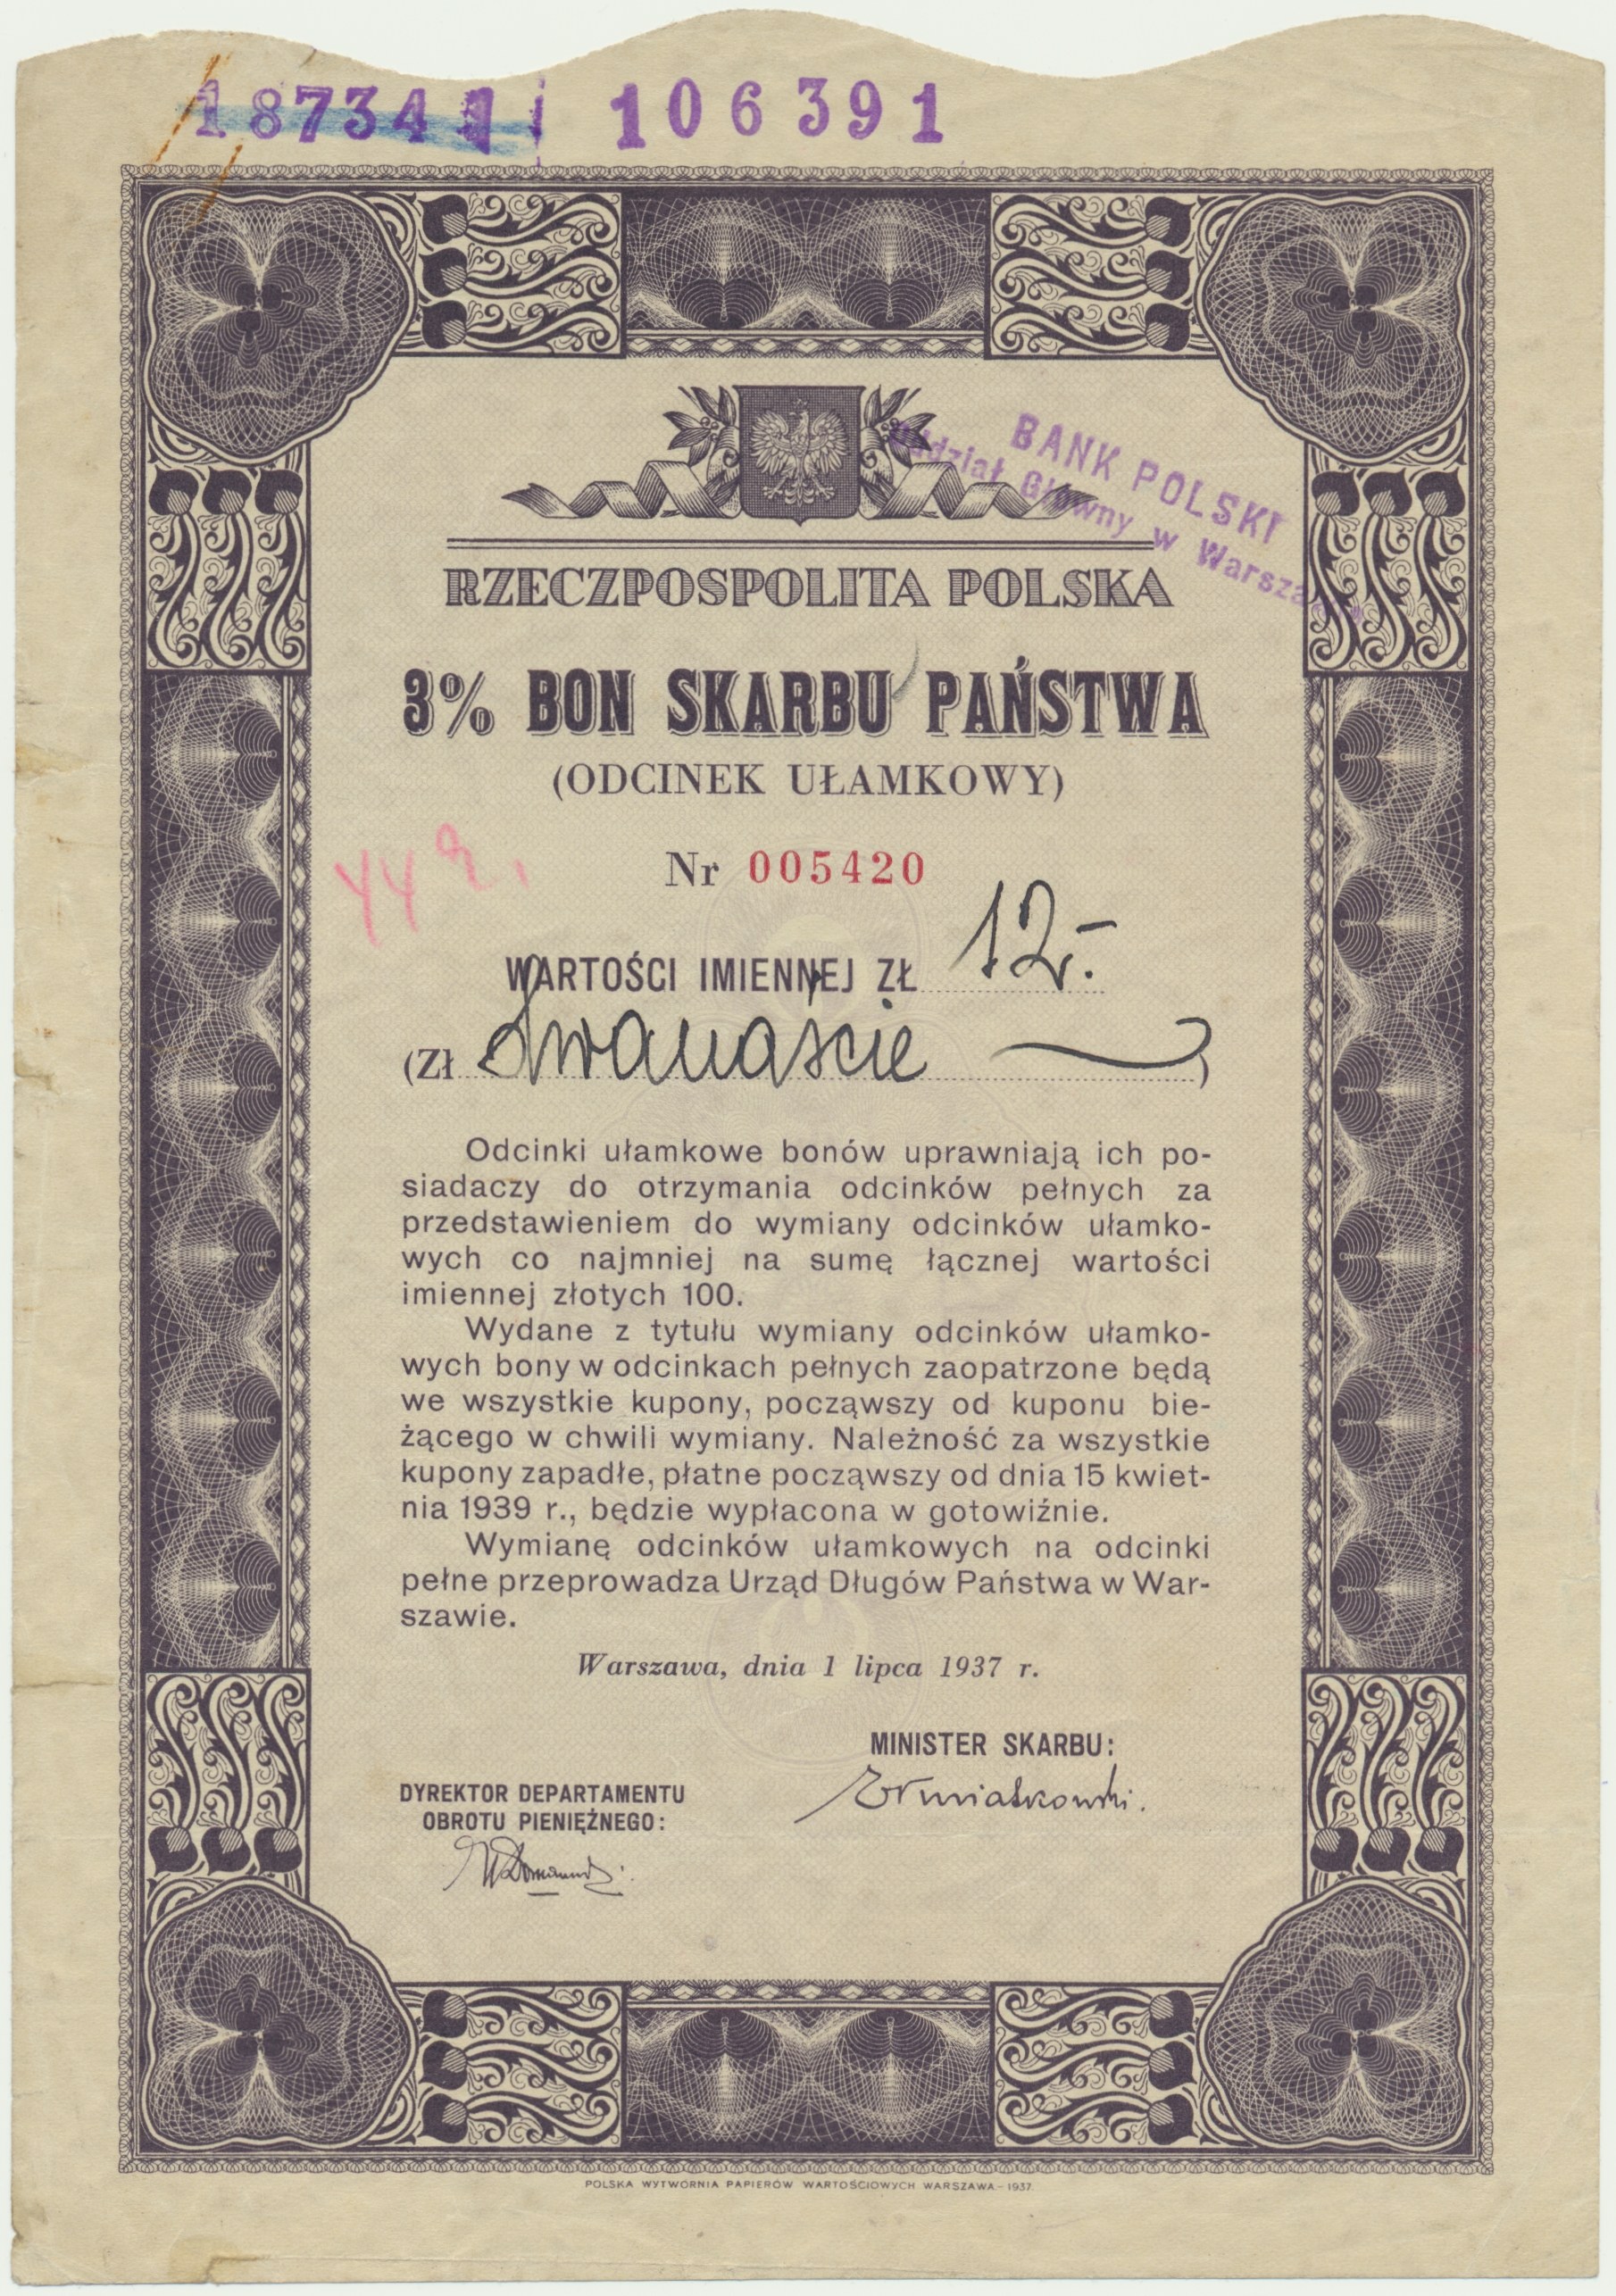 187341 106391
BANK POLSKI
Oddział Główny w Warszawie
RZECZPOSPOLITA POLSKA
3% BON SKARBU PAŃSTWA
(ODCINEK UŁAMKOWY)
Nr 005420
WARTOŚCI IMIENNEJ ZŁ 12.-
(Zł dwanaście)
Odcinki ułamkowe bonów uprawniają ich po-
siadaczy do otrzymania odcinków pełnych za
przedstawieniem do wymiany odcinków ułamko-
wych co najmniej na sumę łącznej wartości
imiennej złotych 100.
Wydane z tytułu wymiany odcinków ułamko-
wych bony w odcinkach pełnych zaopatrzone będą
we wszystkie kupony, począwszy od kuponu bie-
żącego w chwili wymiany. Należność za wszystkie
kupony zapadłe, płatne począwszy od dnia 15 kwiet-
nia 1939 r., będzie wypłacona w gotowiźnie.
Wymianę odcinków ułamkowych na odcinki
pełne przeprowadza Urząd Długów Państwa w War-
szawie.
Warszawa, dnia 1 lipca 1937 r.
MINISTER SKARBU:
DYREKTOR DEPARTAMENTU
OBROTU PIENIĘŻNEGO:
POLSKA WYTWÓRNIA PAPIERÓW WARTOŚCIOWYCH WARSZAWA.–1937.